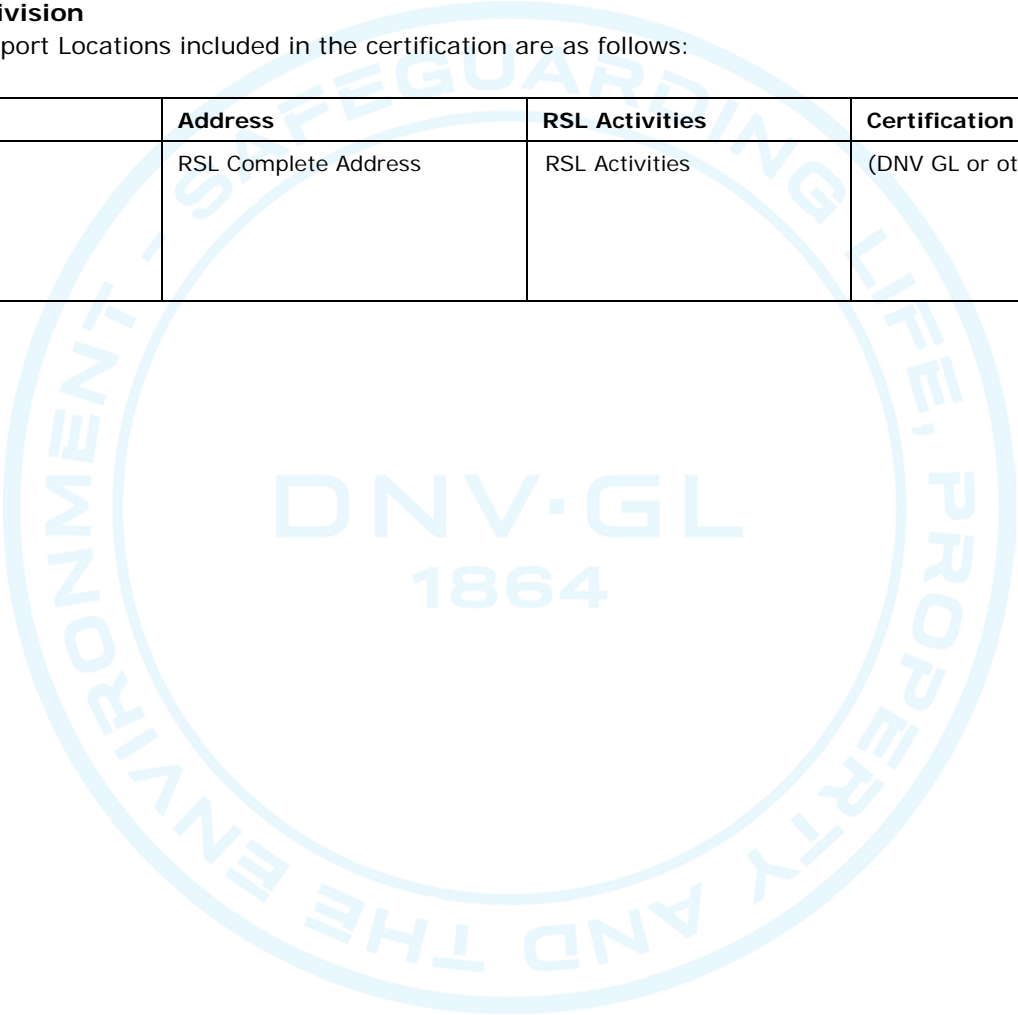 ivision
port Locations included in the certification are as follows:
Address RSL Activities Certification
RSL Complete Address RSL Activities (DNV GL or ot
SAFEGUARDING LIFE, PROPERTY AND THE ENVIRONMENT -
DNV·GL
1864